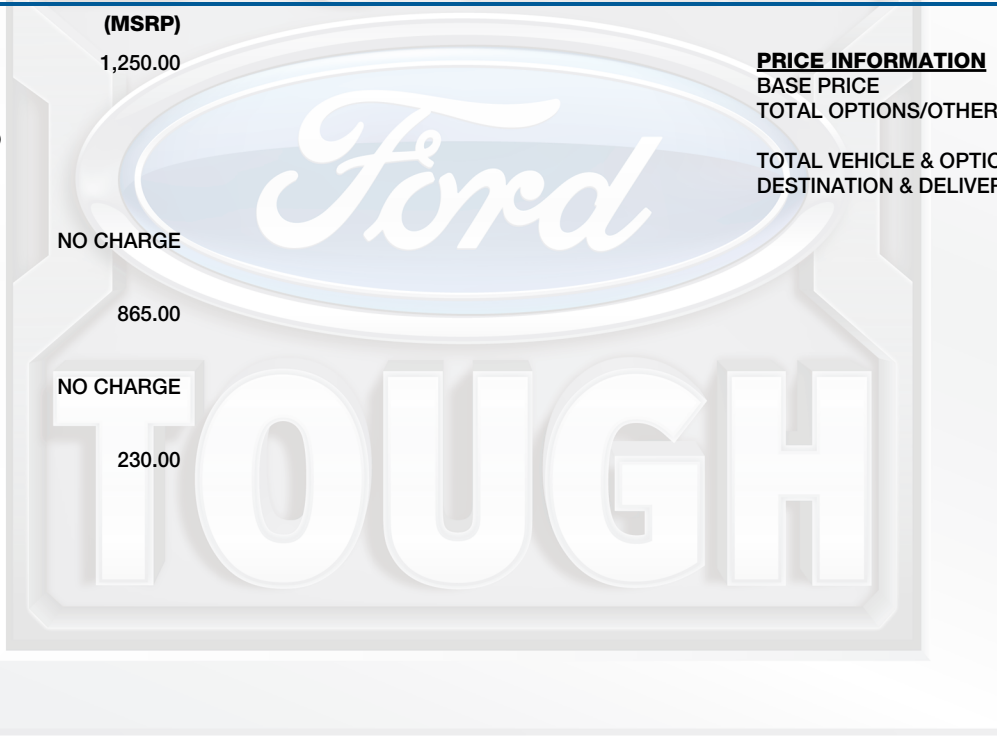 (MSRP)
1,250.00
NO CHARGE
865.00
NO CHARGE
230.00
PRICE INFORMATION
BASE PRICE
TOTAL OPTIONS/OTHER
TOTAL VEHICLE & OPTIO
DESTINATION & DELIVER
Ford
TOUGH